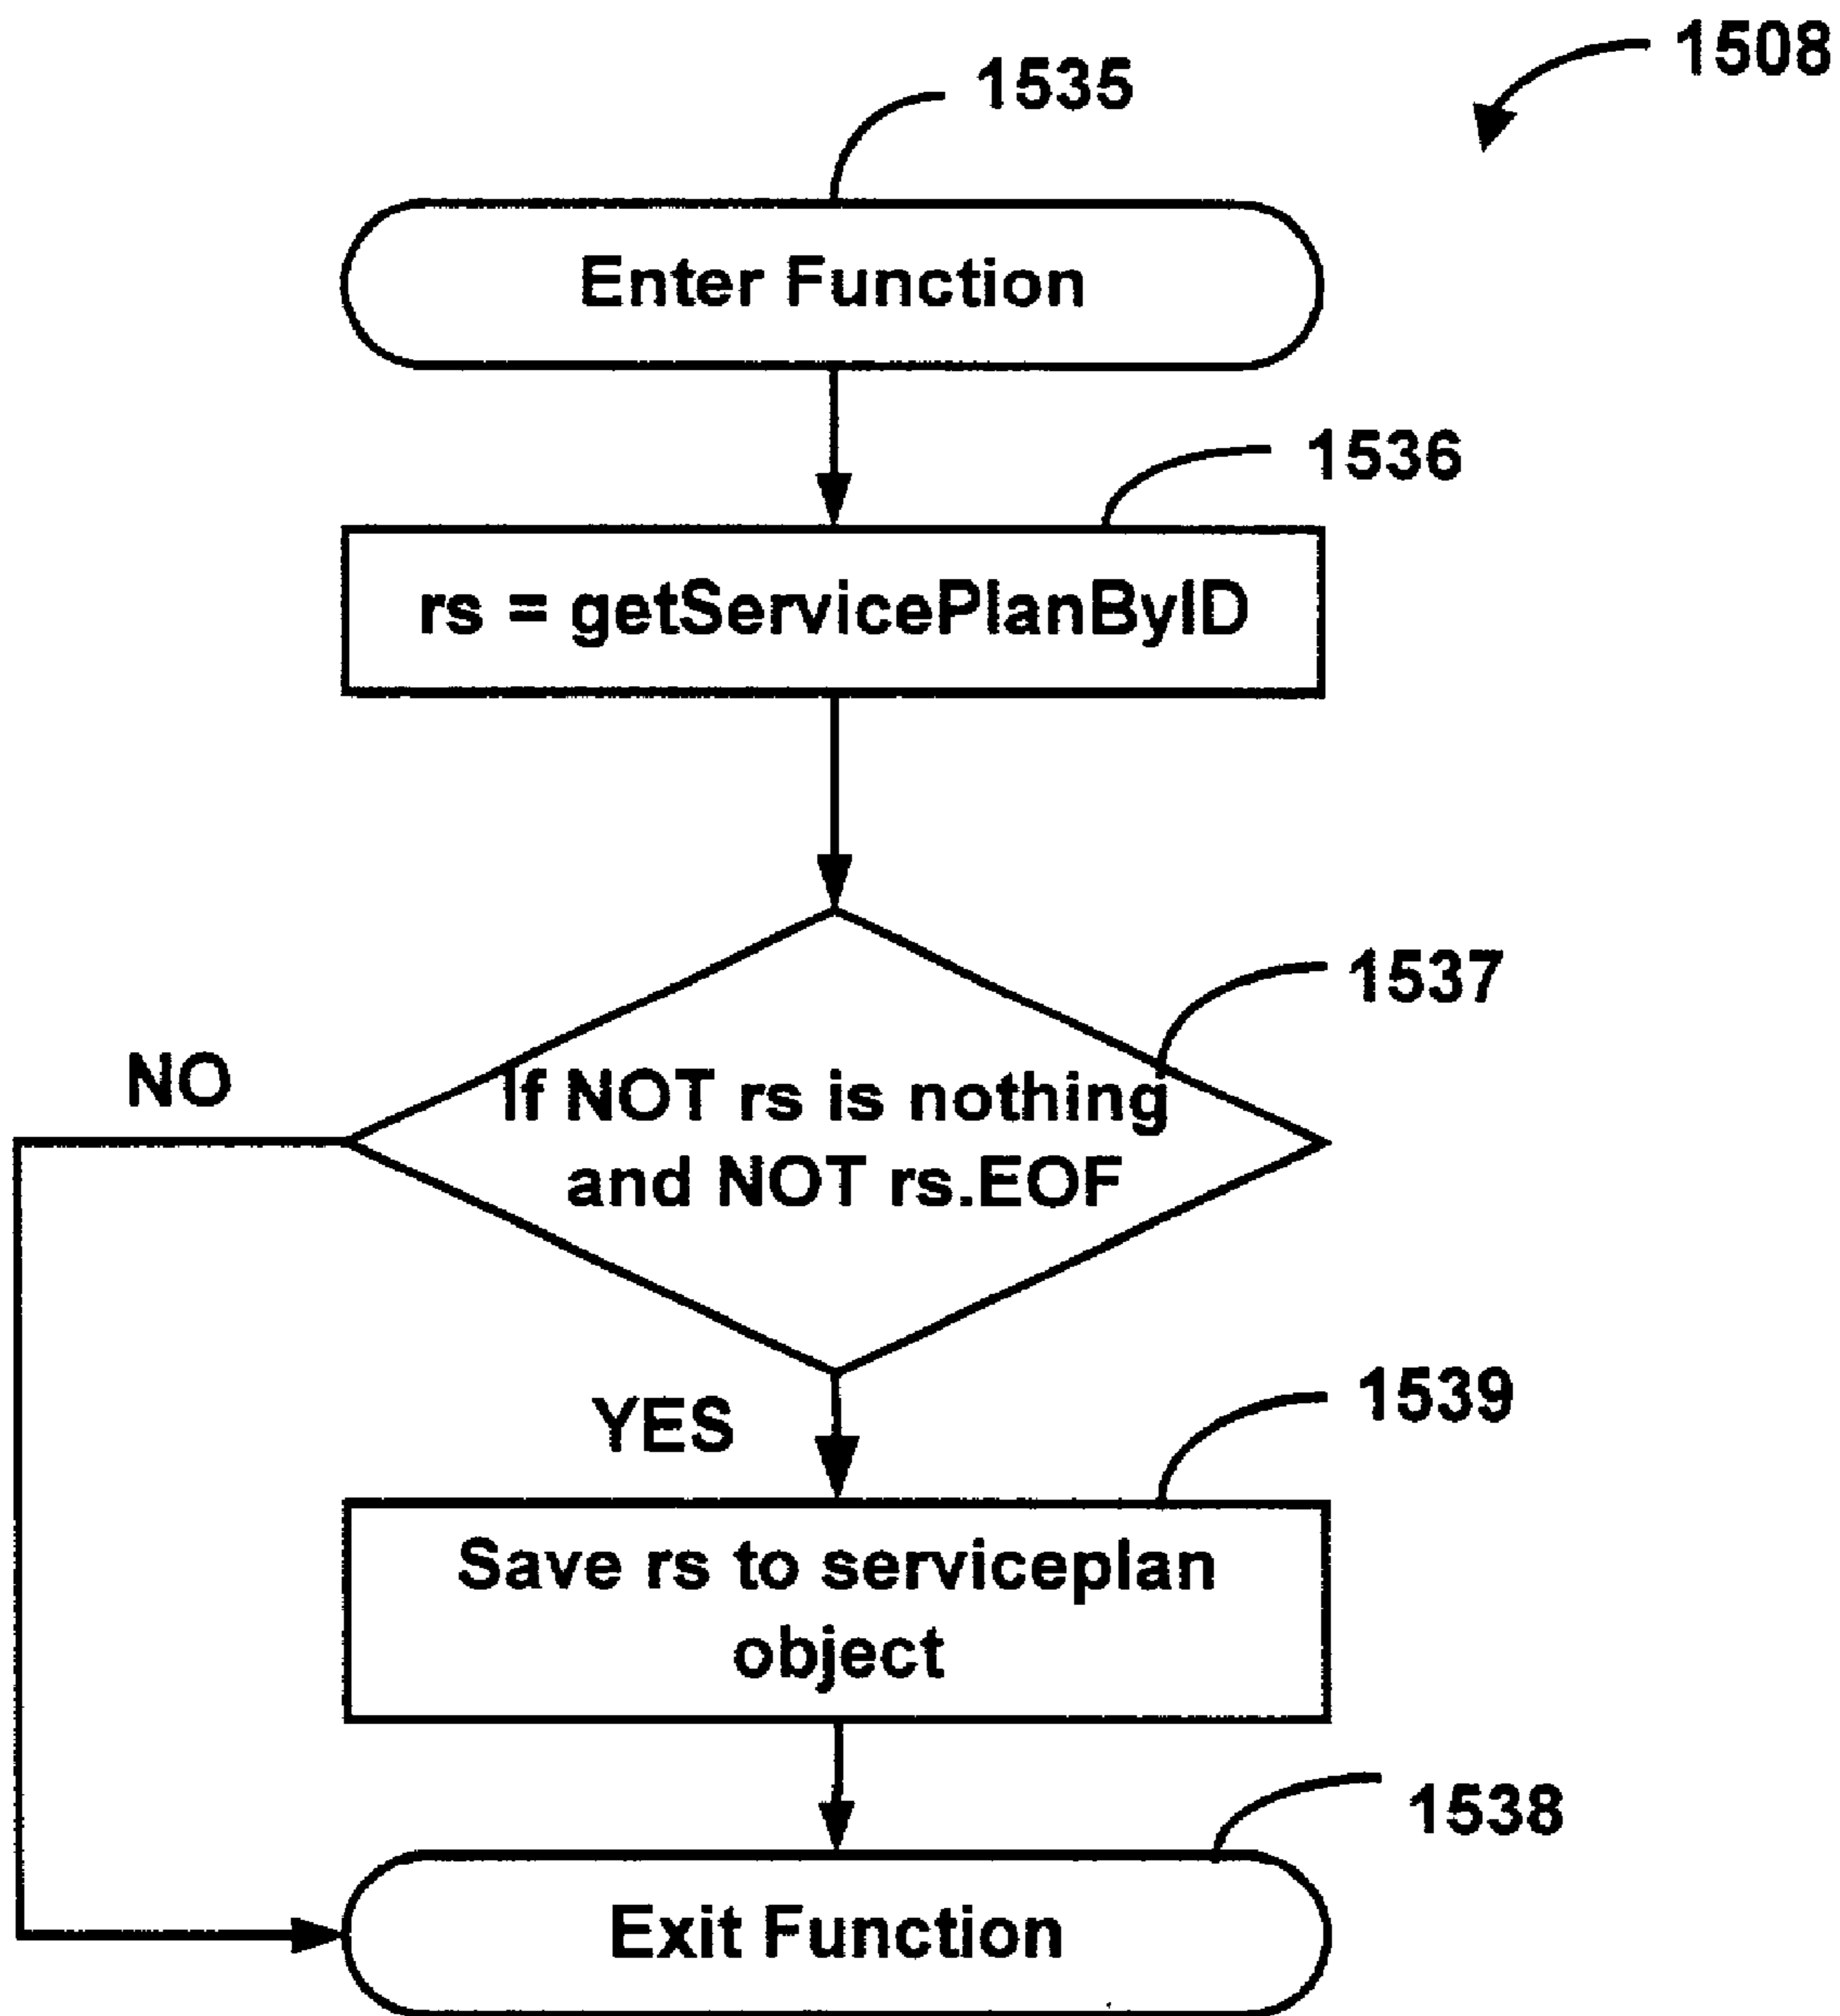 1508
1535
Enter Function
1536
rs = getServicePlanByID
1537
NO
If NOT rs is nothing
and NOT rs.EOF
YES
1539
Save rs to serviceplan
object
1538
Exit Function